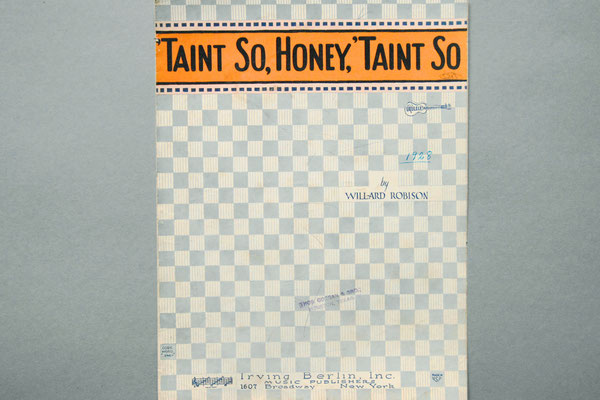 'TAINT SO, HONEY, 'TAINT SO
1928
by
WILLARD ROBISON
Irving Berlin, Inc.
MUSIC PUBLISHERS
1607 Broadway New York